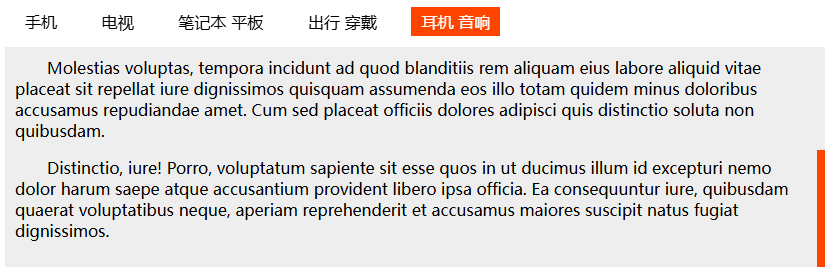 手机 电视 笔记本 平板 出行 穿戴 耳机 音响
Molestias voluptas, tempora incidunt ad quod blanditiis rem aliquam eius labore aliquid vitae
placeat sit repellat iure dignissimos quisquam assumenda eos illo totam quidem minus doloribus
accusamus repudiandae amet. Cum sed placeat officiis dolores adipisci quis distinctio soluta non
quibusdam.
Distinctio, iure! Porro, voluptatum sapiente sit esse quos in ut ducimus illum id excepturi nemo
dolor harum saepe atque accusantium provident libero ipsa officia. Ea consequuntur iure, quibusdam
quaerat voluptatibus neque, aperiam reprehenderit et accusamus maiores suscipit natus fugiat
dignissimos.